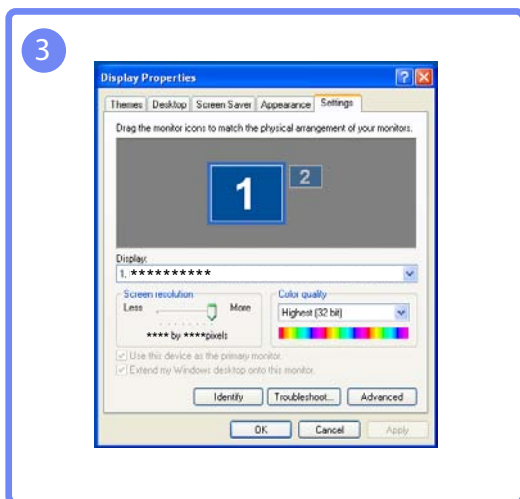 3
Display Properties
Themes Desktop Screen Saver Appearance Settings
Drag the monitor icons to match the physical arrangement of your monitors.
1 2
Display:
1. **********
Screen resolution
Less More
**** by ****pixels
Color quality
Highest (32 bit)
Use this device as the primary monitor.
Extend my Windows desktop onto this monitor.
Identify Troubleshoot... Advanced
OK Cancel Apply